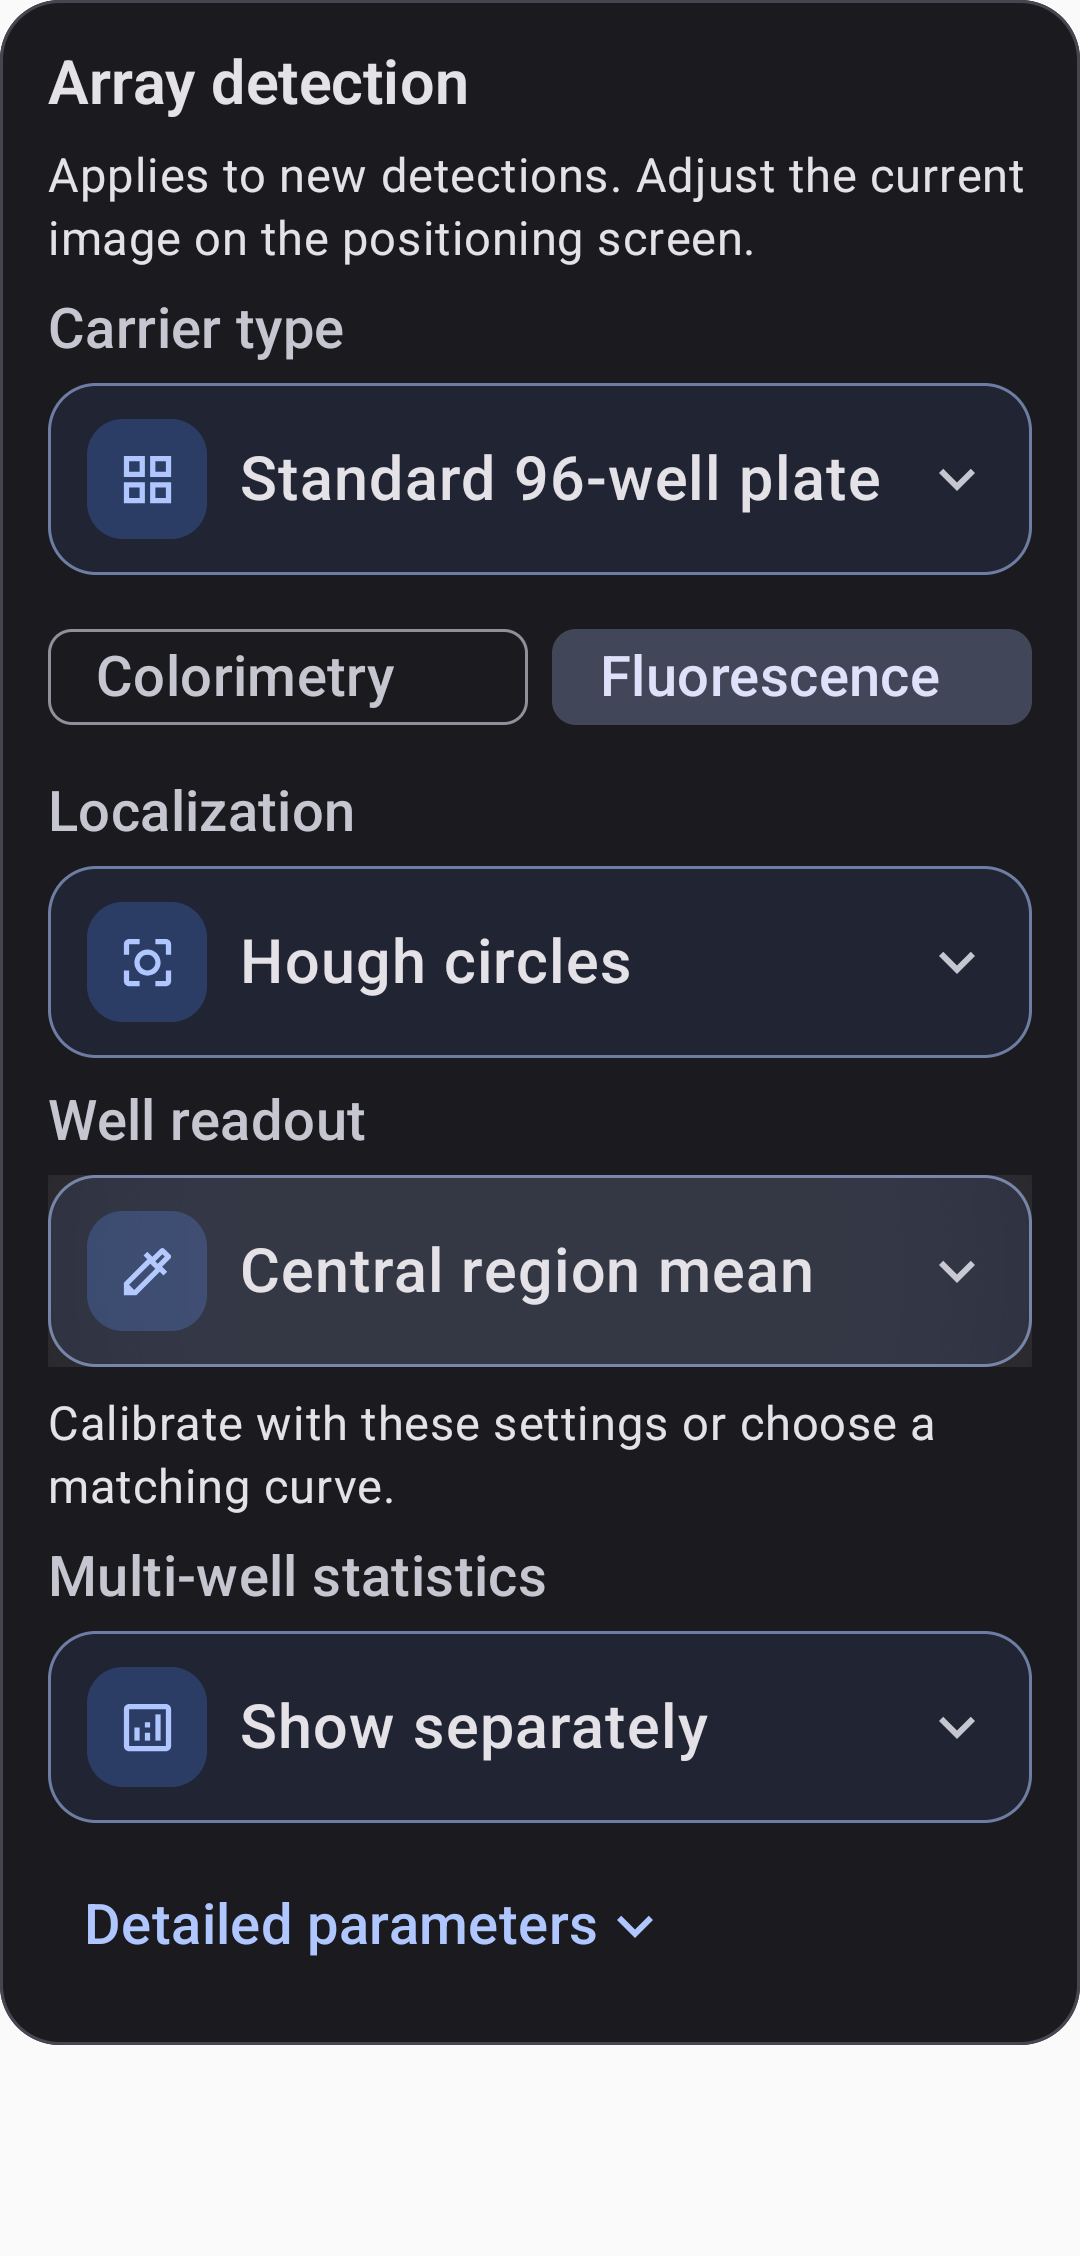 Array detection
Applies to new detections. Adjust the current
image on the positioning screen.
Carrier type
Standard 96-well plate
Colorimetry
Fluorescence
Localization
Hough circles
Well readout
Central region mean
Calibrate with these settings or choose a
matching curve.
Multi-well statistics
Show separately
Detailed parameters